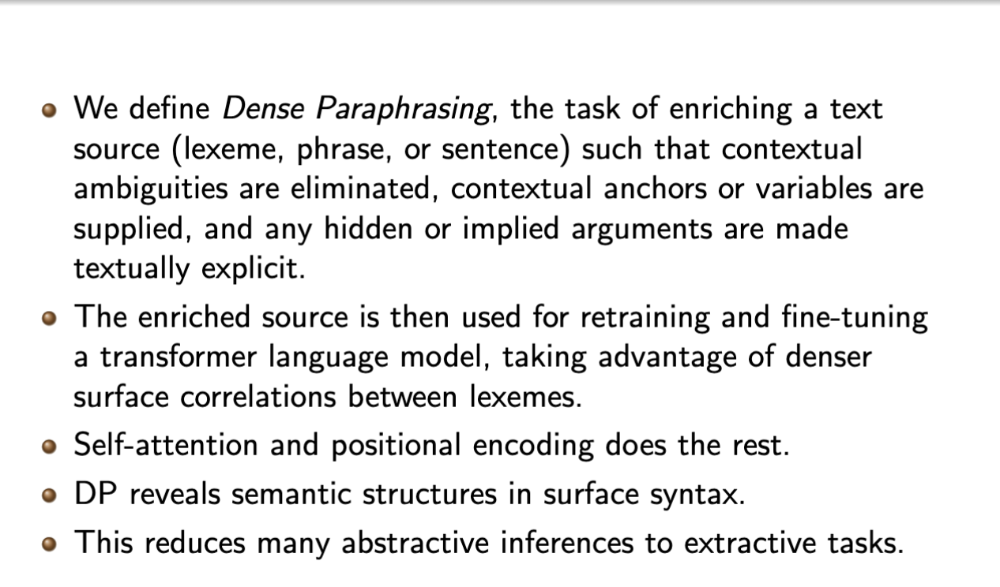 We define Dense Paraphrasing, the task of enriching a text
source (lexeme, phrase, or sentence) such that contextual
ambiguities are eliminated, contextual anchors or variables are
supplied, and any hidden or implied arguments are made
textually explicit.
The enriched source is then used for retraining and fine-tuning
a transformer language model, taking advantage of denser
surface correlations between lexemes.
Self-attention and positional encoding does the rest.
DP reveals semantic structures in surface syntax.
This reduces many abstractive inferences to extractive tasks.